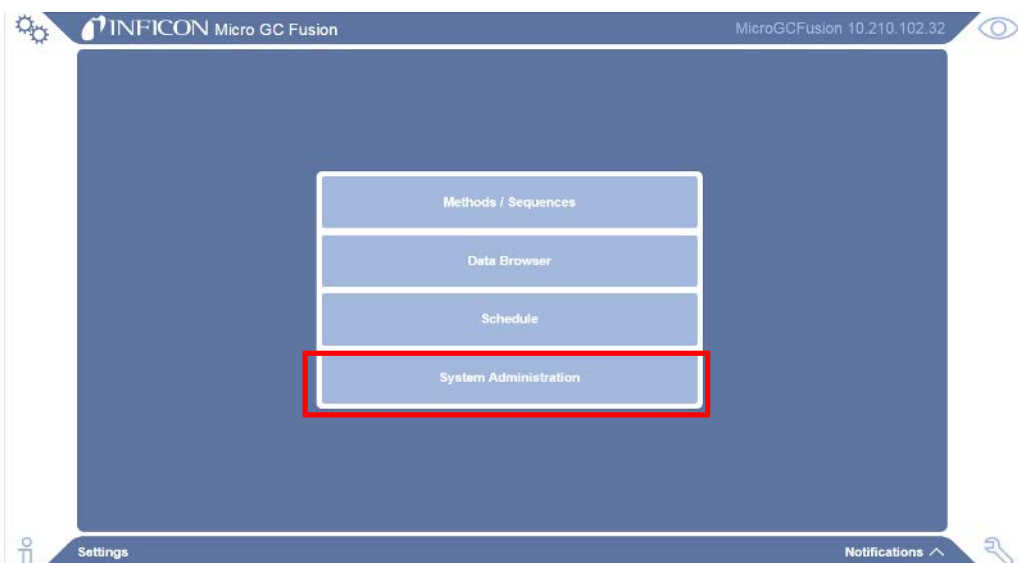 INFICON Micro GC Fusion
MicroGCFusion 10.210.102.32
Methods / Sequences
Data Browser
Schedule
System Administration
Settings
Notifications